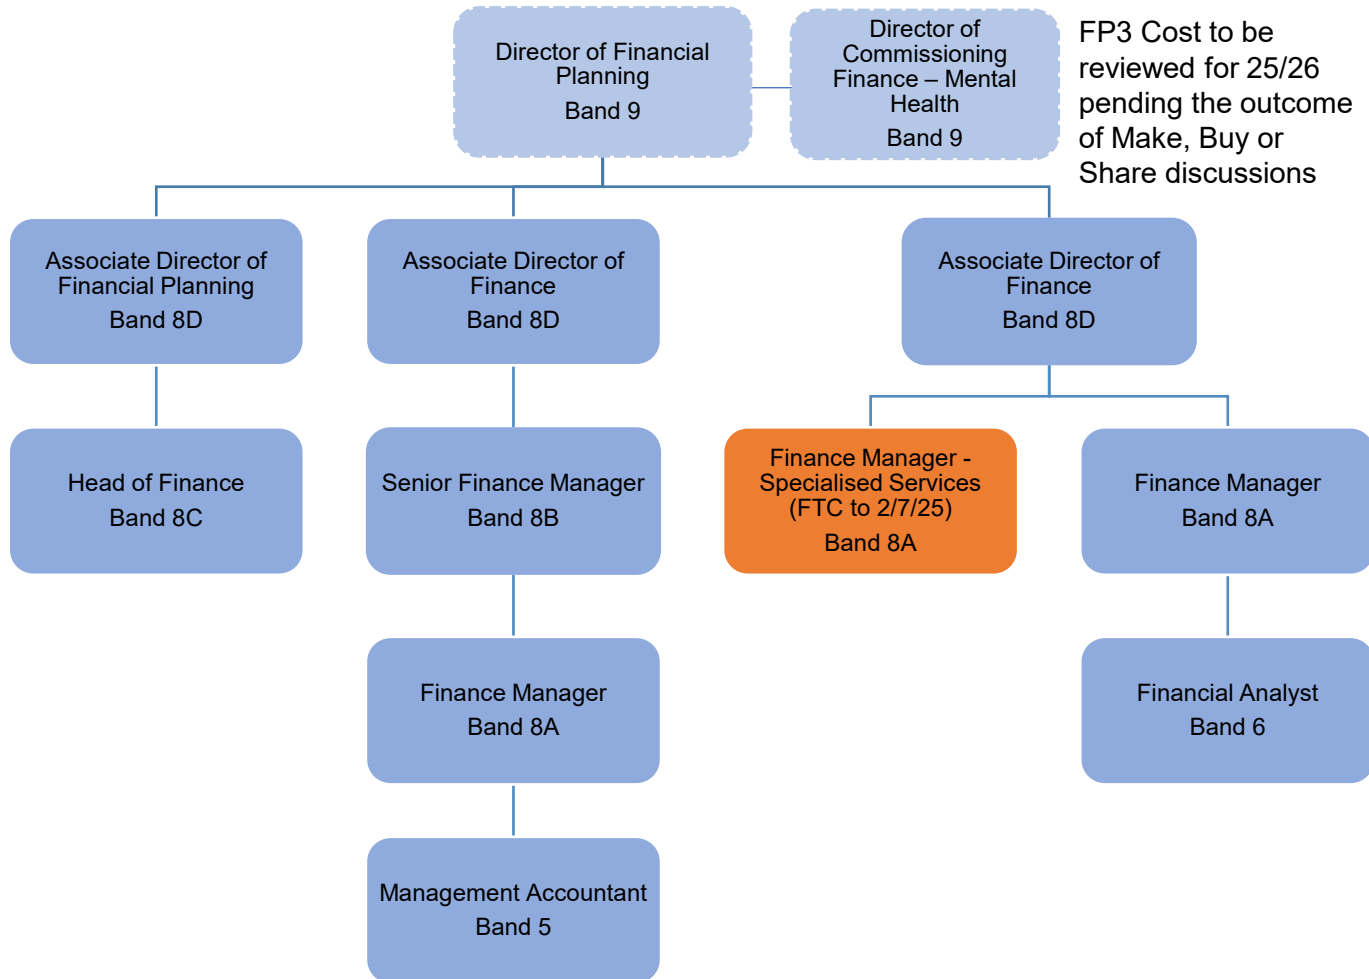 Director of Financial
Planning
Band 9
Director of
Commissioning
Finance – Mental
Health
Band 9
FP3 Cost to be
reviewed for 25/26
pending the outcome
of Make, Buy or
Share discussions
Associate Director of
Financial Planning
Band 8D
Associate Director of
Finance
Band 8D
Associate Director of
Finance
Band 8D
Head of Finance
Band 8C
Senior Finance Manager
Band 8B
Finance Manager -
Specialised Services
(FTC to 2/7/25)
Band 8A
Finance Manager
Band 8A
Finance Manager
Band 8A
Financial Analyst
Band 6
Management Accountant
Band 5